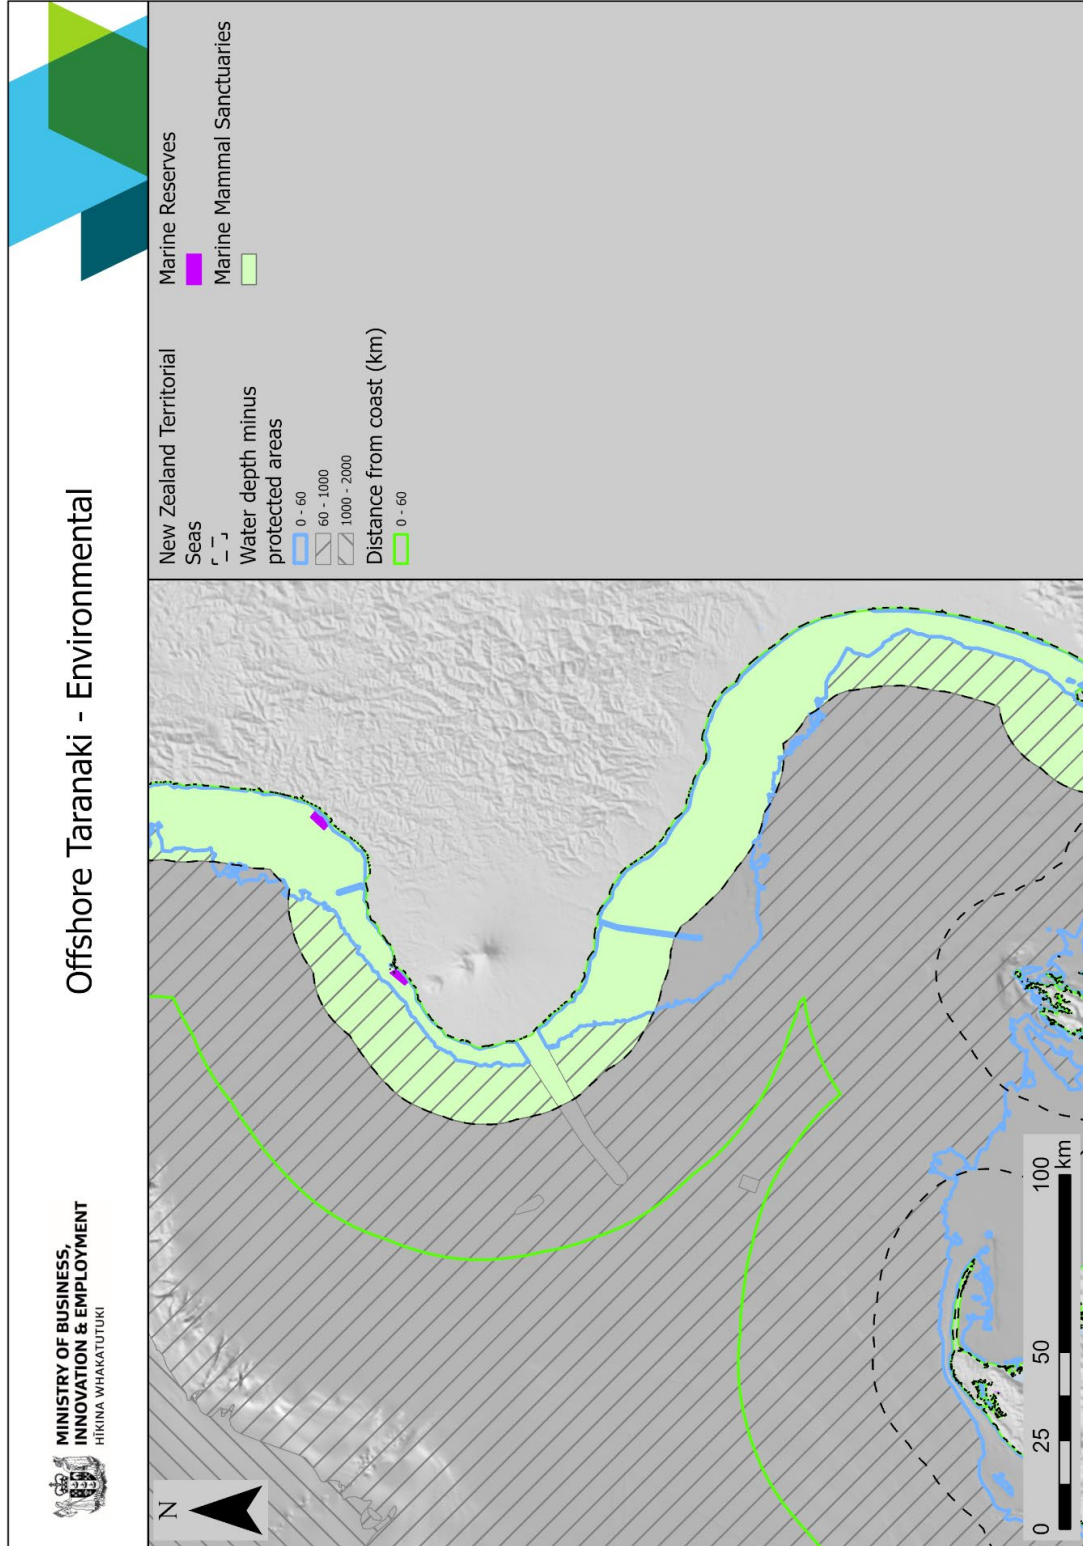 MINISTRY OF BUSINESS,
INNOVATION & EMPLOYMENT
HĪKINA WHAKATUTUKI
Offshore Taranaki - Environmental
N
0 25 50 100
km
New Zealand Territorial
Seas
Water depth minus
protected areas
0 - 60
60 - 1000
1000 - 2000
Distance from coast (km)
0 - 60
Marine Reserves
Marine Mammal Sanctuaries